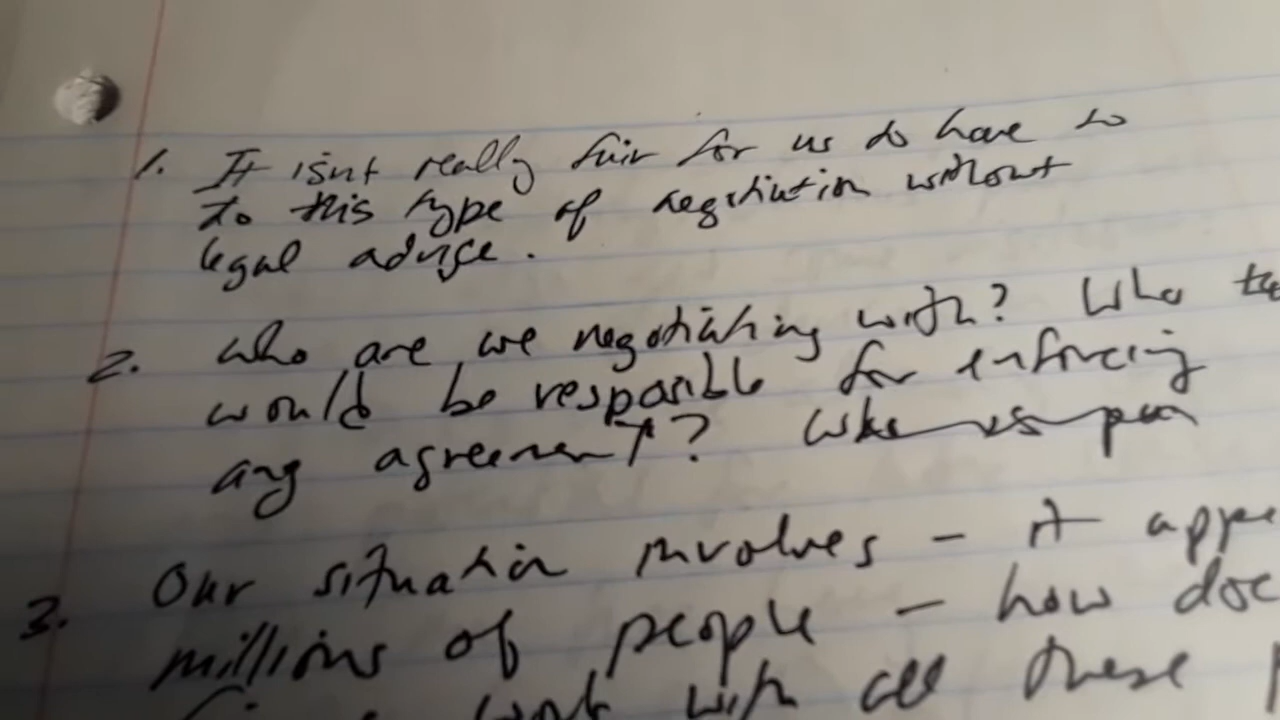 1. It isnt really fair for us to have to
to this type of negotiation without
legal advice.
2. who are we negotiating with? Who
would be responsible for enforcing
any agreement?
3. Our situation involves - it
millions of people - how
work with all these